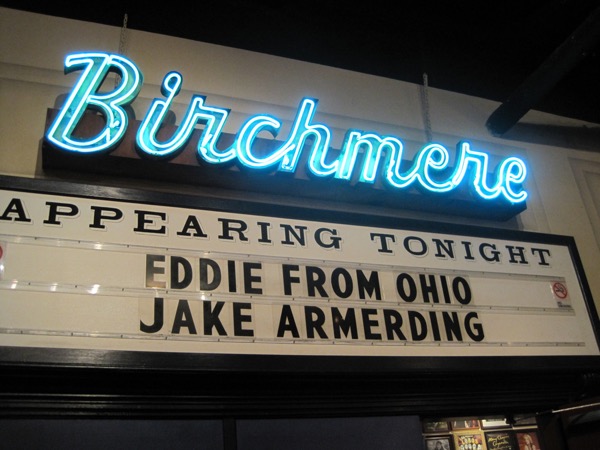 Birchmere
APPEARING TONIGHT
EDDIE FROM OHIO
JAKE ARMERDING